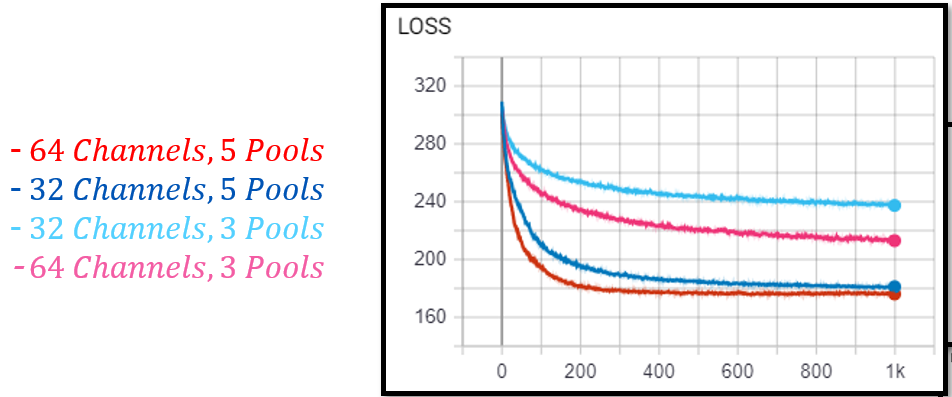 - 64 Channels, 5 Pools
- 32 Channels, 5 Pools
- 32 Channels, 3 Pools
-64 Channels, 3 Pools
LOSS
320
280
240
200
160
0 200 400 600 800 1k